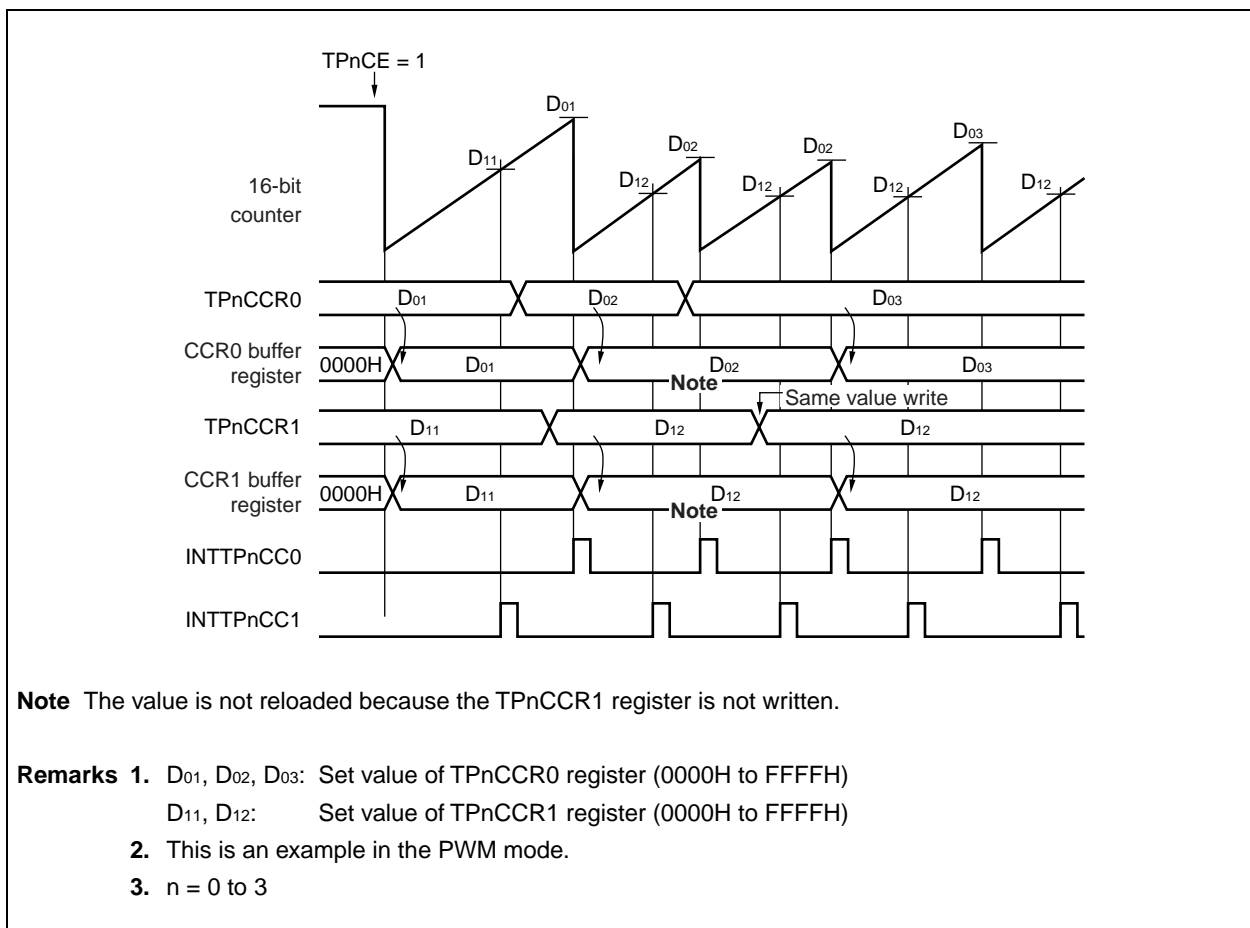 TPnCE = 1
D01
D11
D02
D02
D03
D12
D12
D12
D12
16-bit
counter
TPnCCR0
D01
D02
D03
CCR0 buffer
register
0000H
D01
D02
D03
Note
Same value write
TPnCCR1
D11
D12
D12
CCR1 buffer
register
0000H
D11
D12
D12
Note
INTTPnCC0
INTTPnCC1
Note The value is not reloaded because the TPnCCR1 register is not written.
Remarks 1. D01, D02, D03: Set value of TPnCCR0 register (0000H to FFFFH)
D11, D12: Set value of TPnCCR1 register (0000H to FFFFH)
2. This is an example in the PWM mode.
3. n = 0 to 3